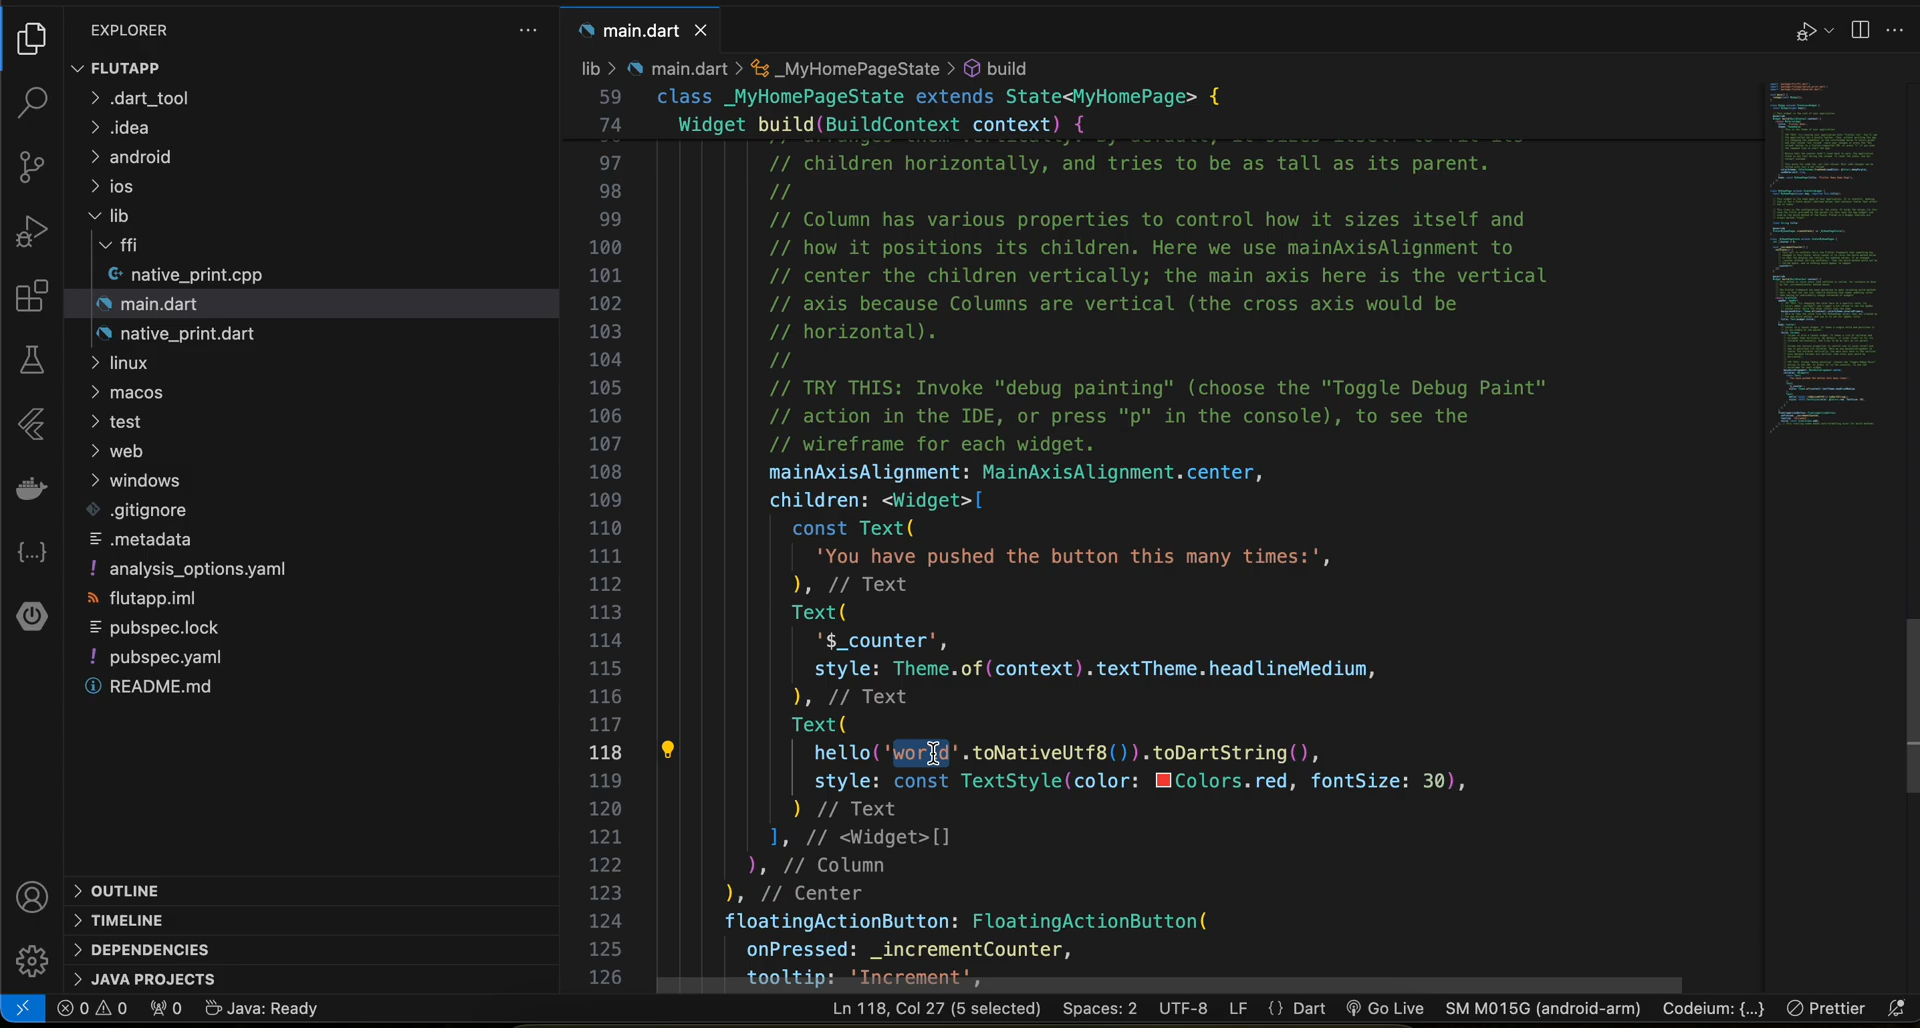 EXPLORER
FLUTAPP
.dart_tool
.idea
android
ios
lib
ffi
native_print.cpp
main.dart
native_print.dart
linux
macos
test
web
windows
.gitignore
.metadata
analysis_options.yaml
flutapp.iml
pubspec.lock
pubspec.yaml
README.md
OUTLINE
TIMELINE
DEPENDENCIES
JAVA PROJECTS
main.dart
lib > main.dart > _MyHomePageState > build
59 class _MyHomePageState extends State<MyHomePage> {
74 Widget build(BuildContext context) {
97 // children horizontally, and tries to be as tall as its parent.
98 //
99 // Column has various properties to control how it sizes itself and
100 // how it positions its children. Here we use mainAxisAlignment to
101 // center the children vertically; the main axis here is the vertical
102 // axis because Columns are vertical (the cross axis would be
103 // horizontal).
104 //
105 // TRY THIS: Invoke "debug painting" (choose the "Toggle Debug Paint"
106 // action in the IDE, or press "p" in the console), to see the
107 // wireframe for each widget.
108 mainAxisAlignment: MainAxisAlignment.center,
109 children: <Widget>[
110 const Text(
111 'You have pushed the button this many times:',
112 ), // Text
113 Text(
114 '$_counter',
115 style: Theme.of(context).textTheme.headlineMedium,
116 ), // Text
117 Text(
118 hello('world'.toNativeUtf8()).toDartString(),
119 style: const TextStyle(color: Colors.red, fontSize: 30),
120 ) // Text
121 ], // <Widget>[]
122 ), // Column
123 ), // Center
124 floatingActionButton: FloatingActionButton(
125 onPressed: _incrementCounter,
126 tooltip: 'Increment',
0 0 0 Java: Ready Ln 118, Col 27 (5 selected) Spaces: 2 UTF-8 LF {} Dart Go Live SM M015G (android-arm) Codeium: {...} Prettier